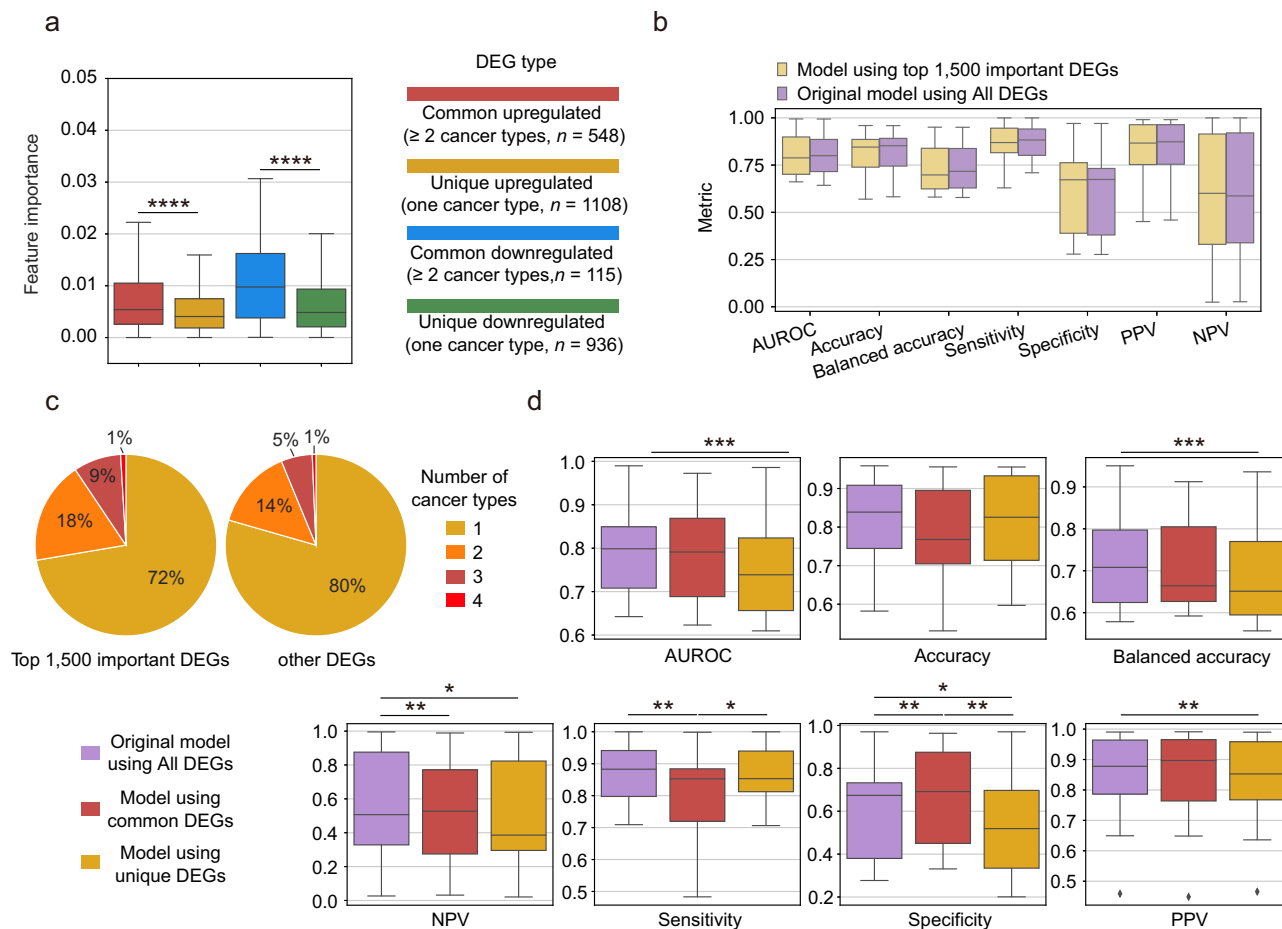 a
Feature importance
0.05
0.04
0.03
0.02
0.01
0.00
****
****
DEG type
Common upregulated
(≥ 2 cancer types, n = 548)
Unique upregulated
(one cancer type, n = 1108)
Common downregulated
(≥ 2 cancer types,n = 115)
Unique downregulated
(one cancer type, n = 936)
b
Model using top 1,500 important DEGs
Original model using All DEGs
Metric
1.00
0.75
0.50
0.25
0.00
AUROC
Accuracy
Balanced accuracy
Sensitivity
Specificity
PPV
NPV
c
1%
9%
18%
72%
Top 1,500 important DEGs
1%
5%
14%
80%
other DEGs
Number of
cancer types
1
2
3
4
d
***
1.0
0.9
0.8
0.7
0.6
AUROC
0.9
0.8
0.7
0.6
Accuracy
***
0.9
0.8
0.7
0.6
Balanced accuracy
Original model
using All DEGs
Model using
common DEGs
Model using
unique DEGs
*
**
1.0
0.8
0.6
0.4
0.2
0.0
NPV
**
*
1.0
0.9
0.8
0.7
0.6
0.5
Sensitivity
*
**
**
1.0
0.8
0.6
0.4
0.2
Specificity
**
1.0
0.9
0.8
0.7
0.6
0.5
PPV